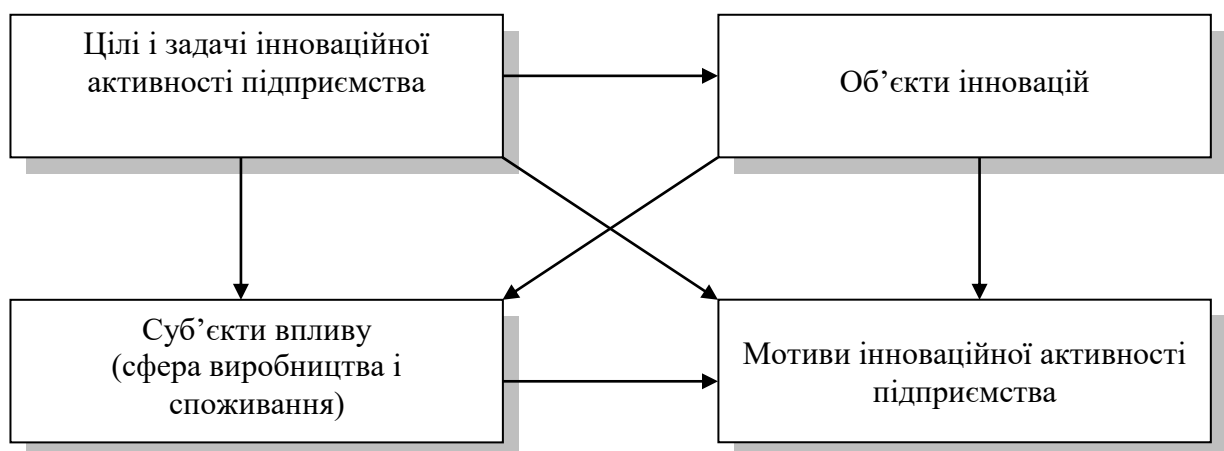 Цілі і задачі інноваційної
активності підприємства
Об’єкти інновацій
Суб’єкти впливу
(сфера виробництва і
споживання)
Мотиви інноваційної активності
підприємства